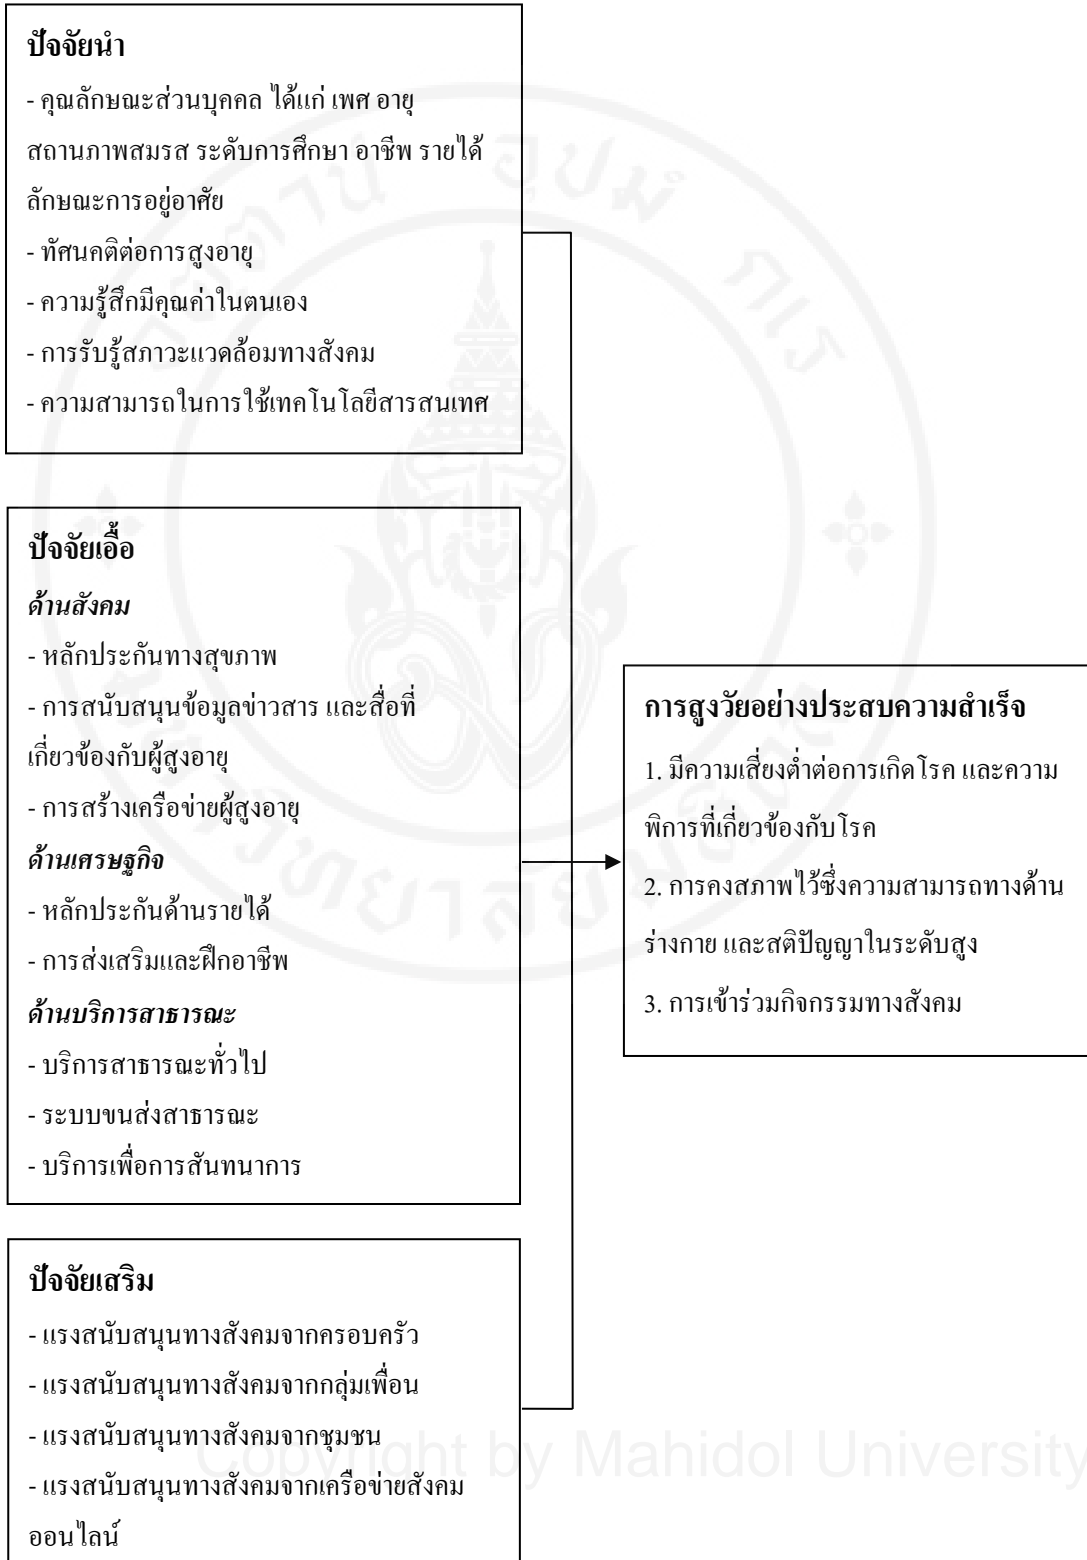 ปัจจัยนำ
- คุณลักษณะส่วนบุคคล ได้แก่ เพศ อายุ
สถานภาพสมรส ระดับการศึกษา อาชีพ รายได้
ลักษณะการอยู่อาศัย
- ทัศนคติต่อการสูงอายุ
- ความรู้สึกมีคุณค่าในตนเอง
- การรับรู้สภาวะแวดล้อมทางสังคม
- ความสามารถในการใช้เทคโนโลยีสารสนเทศ
ปัจจัยเอื้อ
ด้านสังคม
- หลักประกันทางสุขภาพ
- การสนับสนุนข้อมูลข่าวสาร และสื่อที่
เกี่ยวข้องกับผู้สูงอายุ
- การสร้างเครือข่ายผู้สูงอายุ
ด้านเศรษฐกิจ
- หลักประกันด้านรายได้
- การส่งเสริมและฝึกอาชีพ
ด้านบริการสาธารณะ
- บริการสาธารณะทั่วไป
- ระบบขนส่งสาธารณะ
- บริการเพื่อการสันทนาการ
ปัจจัยเสริม
- แรงสนับสนุนทางสังคมจากครอบครัว
- แรงสนับสนุนทางสังคมจากกลุ่มเพื่อน
- แรงสนับสนุนทางสังคมจากชุมชน
- แรงสนับสนุนทางสังคมจากเครือข่ายสังคม
ออนไลน์
การสูงวัยอย่างประสบความสำเร็จ
1. มีความเสี่ยงต่ำต่อการเกิดโรค และความ
พิการที่เกี่ยวข้องกับโรค
2. การคงสภาพไว้ซึ่งความสามารถทางด้าน
ร่างกาย และสติปัญญาในระดับสูง
3. การเข้าร่วมกิจกรรมทางสังคม
Copyright by Mahidol University
อตฺตานํ อุปมํ กเร
มหาวิทยาลัยมหิดล